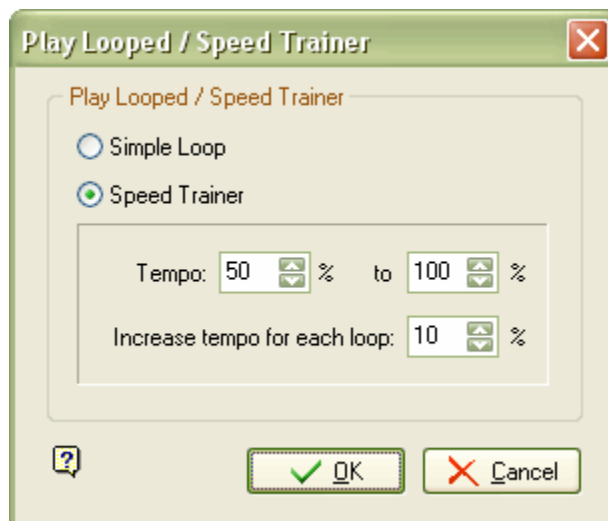 Play Looped / Speed Trainer
Play Looped / Speed Trainer
Simple Loop
Speed Trainer
Tempo: 50 % to 100 %
Increase tempo for each loop: 10 %
? OK Cancel